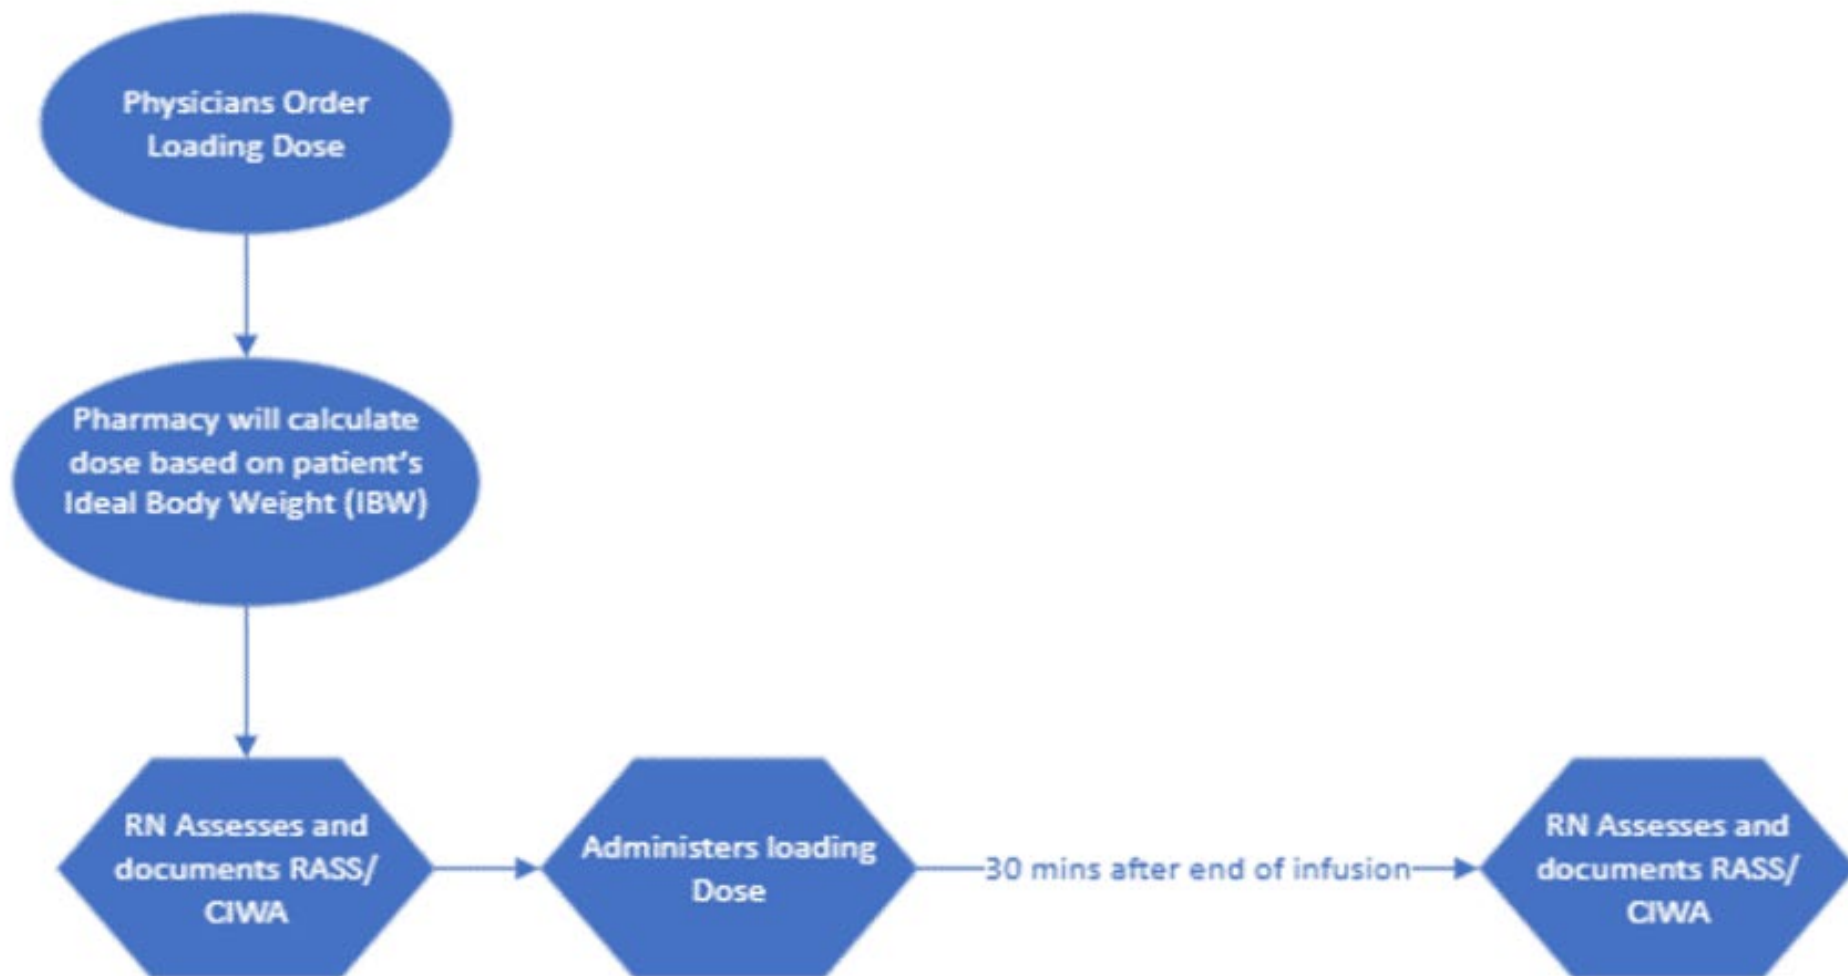 Physicians Order
Loading Dose
Pharmacy will calculate
dose based on patient's
Ideal Body Weight (IBW)
RN Assesses and
documents RASS/
CIWA
Administers loading
Dose
30 mins after end of infusion
RN Assesses and
documents RASS/
CIWA